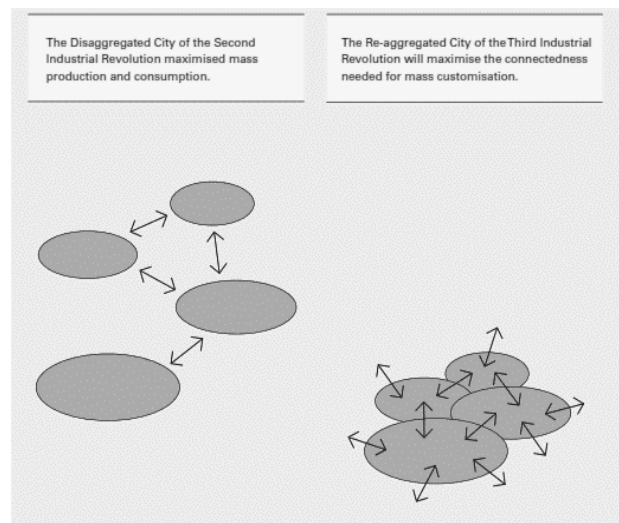 The Disaggregated City of the Second
Industrial Revolution maximised mass
production and consumption.
The Re-aggregated City of the Third Industrial
Revolution will maximise the connectedness
needed for mass customisation.